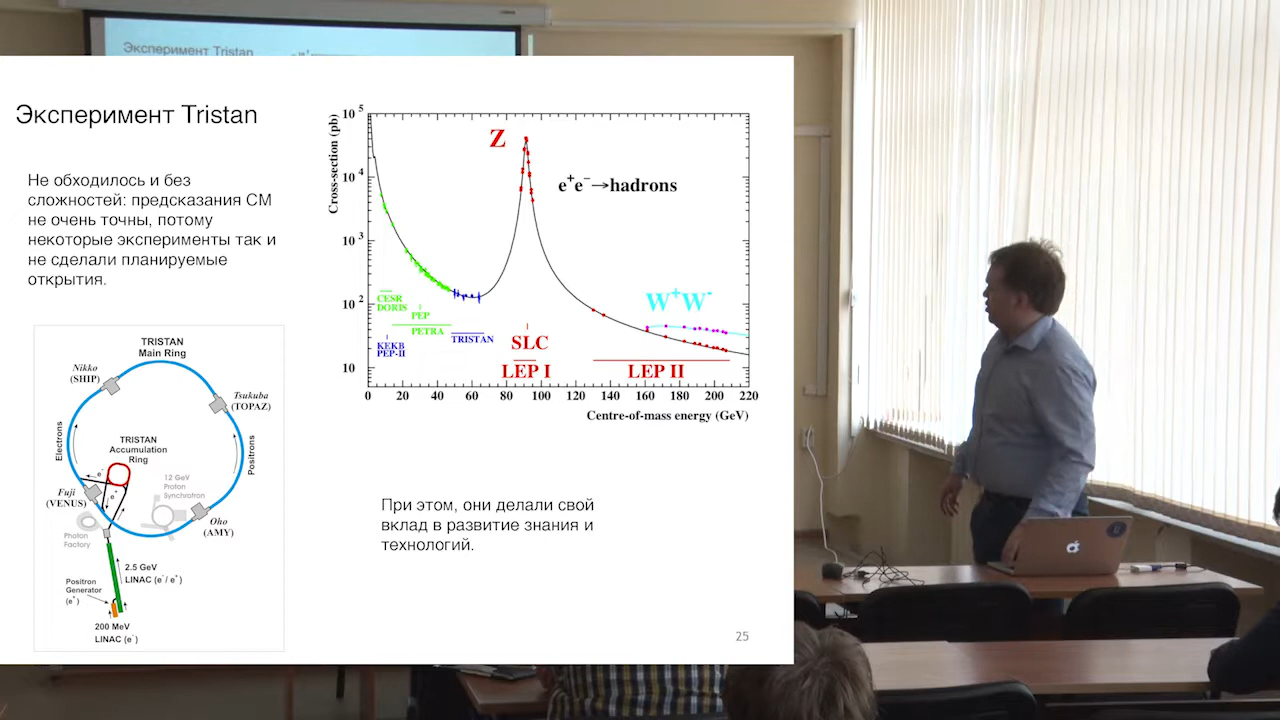 Эксперимент Tristan
Эксперимент Tristan
Не обходилось и без
сложностей: предсказания СМ
не очень точны, потому
некоторые эксперименты так и
не сделали планируемые
открытия.
Cross-section (pb)
10 5
10 4
10 3
10 2
10
Z
e+e−→hadrons
W+W-
CESR
DORIS
PEP
PETRA
KEKB
PEP-II
TRISTAN
SLC
LEP I
LEP II
0 20 40 60 80 100 120 140 160 180 200 220
Centre-of-mass energy (GeV)
TRISTAN
Main Ring
Nikko
(SHIP)
Tsukuba
(TOPAZ)
Electrons
Positrons
TRISTAN
Accumulation
Ring
e-
e+
12 GeV
Proton
Synchrotron
Fuji
(VENUS)
Oho
(AMY)
Photon
Factory
2.5 GeV
LINAC (e-/ e+)
Positron
Generator
(e+)
200 MeV
LINAC (e-)
При этом, они делали свой
вклад в развитие знания и
технологий.
25